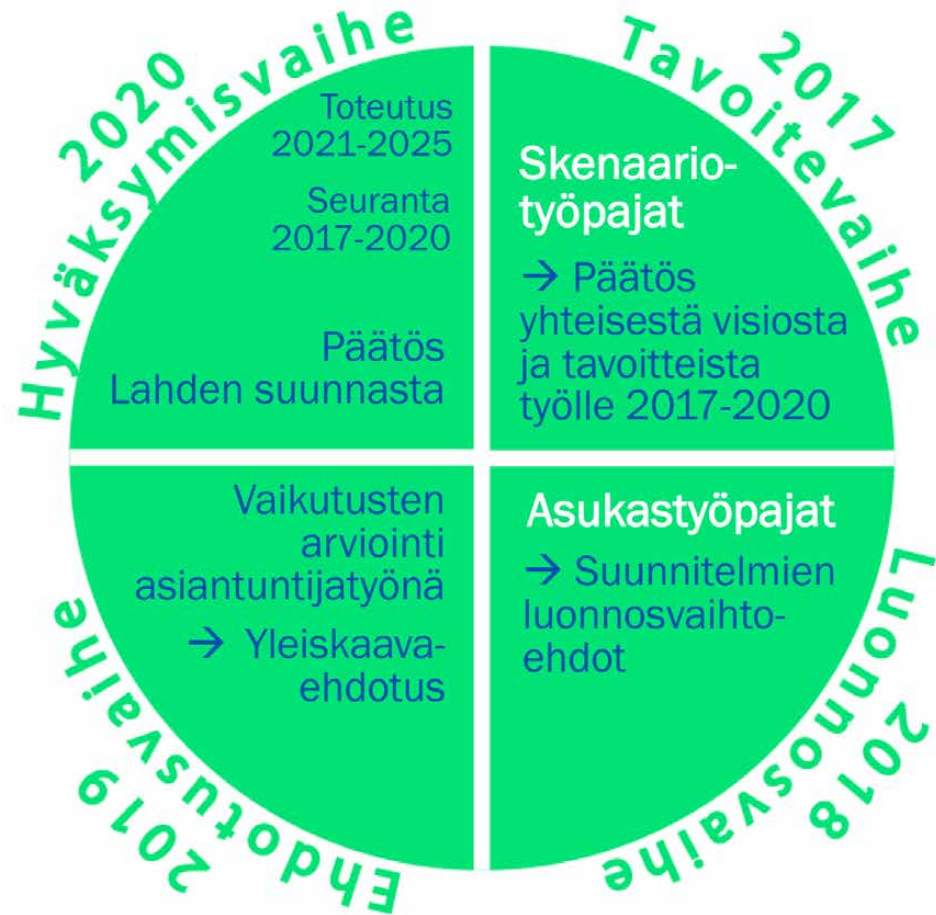 2017
Tavoitevaihe
Skenaario-
työpajat
→ Päätös
yhteisestä visiosta
ja tavoitteista
työlle 2017-2020
2018
Luonnosvaihe
Asukastyöpajat
→ Suunnitelmien
luonnosvaihto-
ehdot
2019
Ehdotusvaihe
Vaikutusten
arviointi
asiantuntijatyönä
→ Yleiskaava-
ehdotus
2020
Hyväksymisvaihe
Toteutus
2021-2025
Seuranta
2017-2020
Päätös
Lahden suunnasta